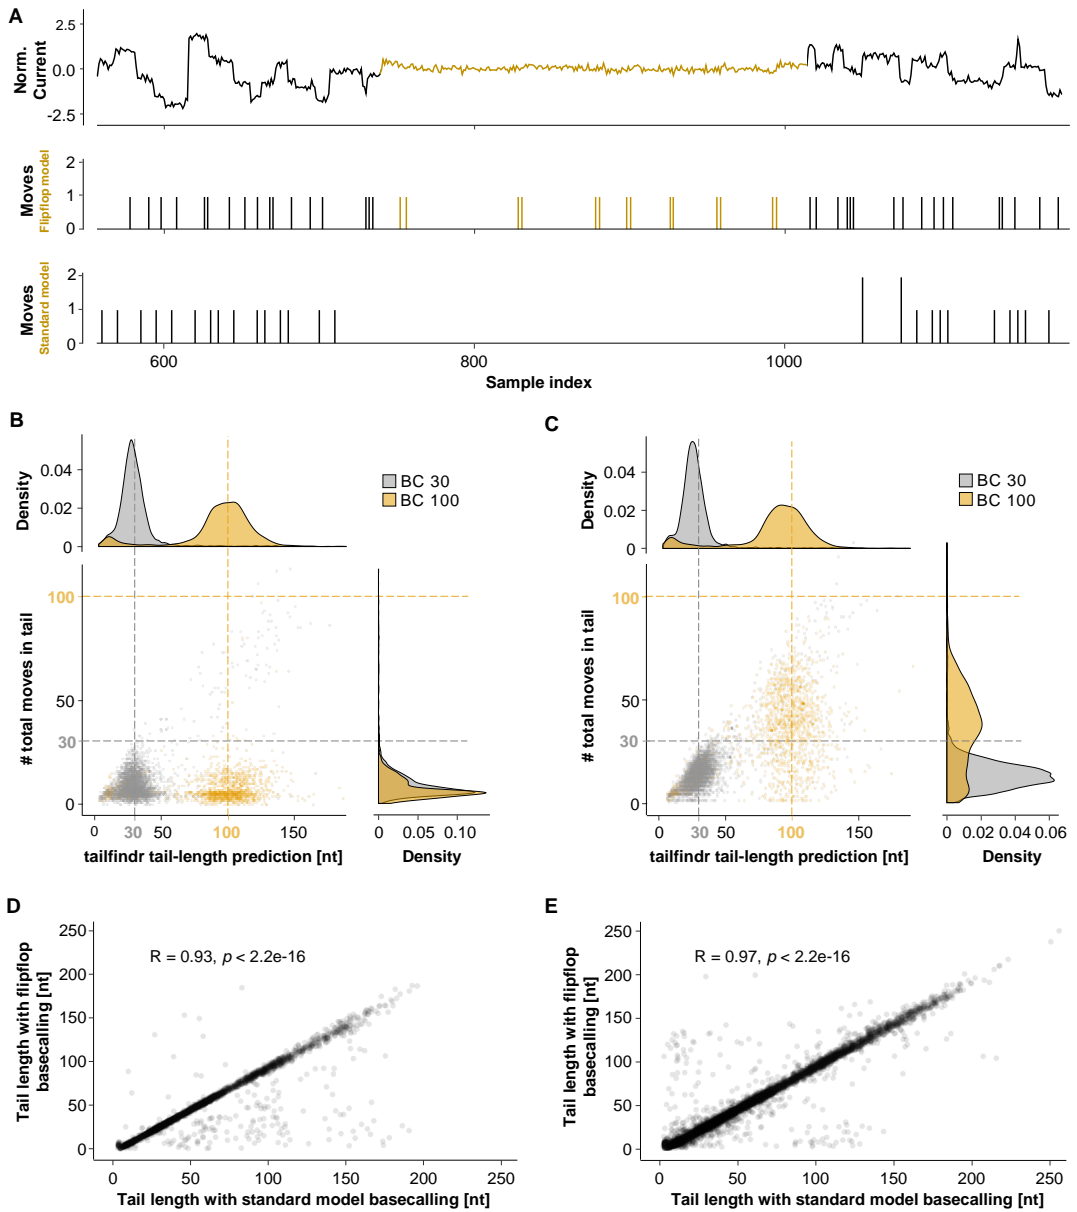 A
Norm.
Current
2.5
0.0
-2.5
Moves
Flipflop model
2
1
0
Moves
Standard model
2
1
0
600
800
1000
Sample index
B
Density
0.04
0.02
0
BC 30
BC 100
# total moves in tail
100
50
30
0
0
30
50
100
150
tailfindr tail-length prediction [nt]
0
0.05
0.10
Density
C
Density
0.04
0.02
0
BC 30
BC 100
# total moves in tail
100
50
30
0
0
30
50
100
150
tailfindr tail-length prediction [nt]
0
0.02
0.04
0.06
Density
D
Tail length with flipflop
basecalling [nt]
250
200
150
100
50
0
R = 0.93, p < 2.2e-16
0
50
100
150
200
250
Tail length with standard model basecalling [nt]
E
Tail length with flipflop
basecalling [nt]
250
200
150
100
50
0
R = 0.97, p < 2.2e-16
0
50
100
150
200
250
Tail length with standard model basecalling [nt]